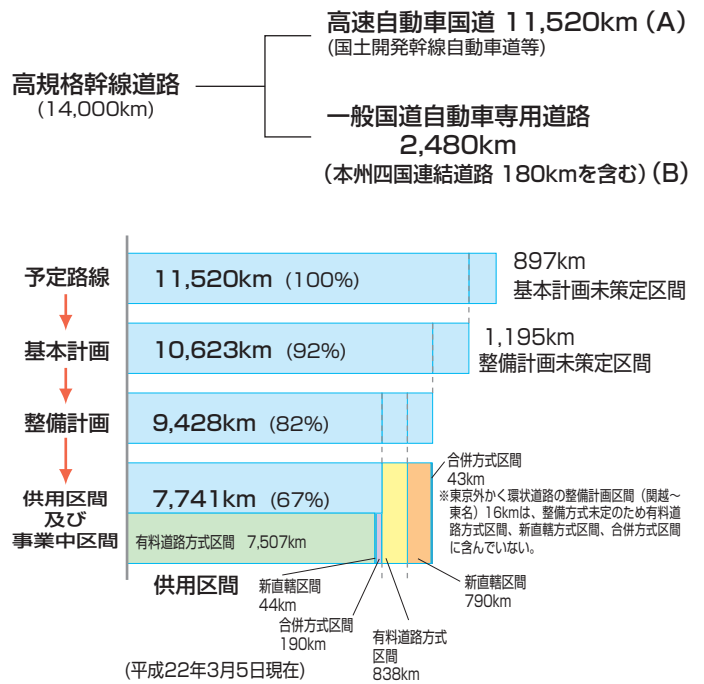 高速自動車国道 11,520km (A)
(国土開発幹線自動車道等)
高規格幹線道路
(14,000km)
一般国道自動車専用道路
2,480km
(本州四国連結道路 180kmを含む) (B)
予定路線
11,520km (100%)
897km
基本計画未策定区間
基本計画
10,623km (92%)
1,195km
整備計画未策定区間
整備計画
9,428km (82%)
供用区間
及び
事業中区間
7,741km (67%)
有料道路方式区間 7,507km
合併方式区間
43km
※東京外かく環状道路の整備計画区間（関越～
東名）16kmは、整備方式未定のため有料道
路方式区間、新直轄方式区間、合併方式区間
に含んでいない。
供用区間
新直轄区間
44km
合併方式区間
190km
有料道路方式
区間
838km
新直轄区間
790km
(平成22年3月5日現在)